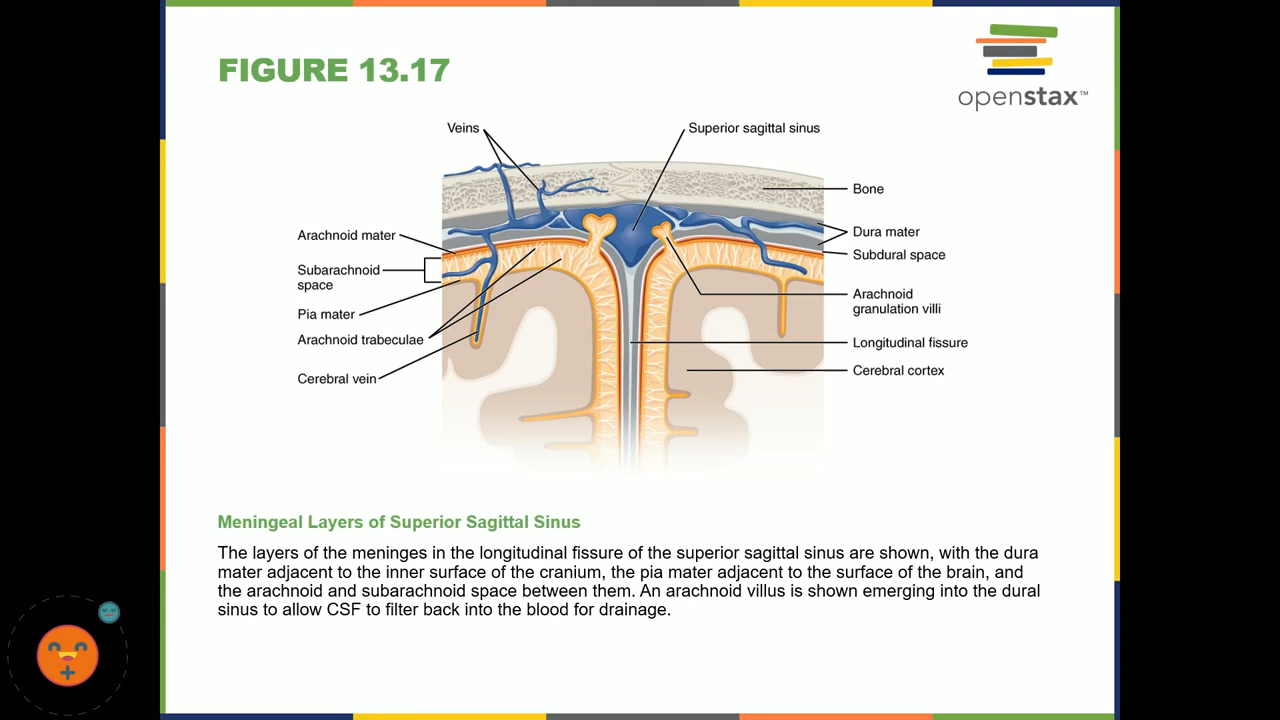 FIGURE 13.17
openstax™
Veins
Superior sagittal sinus
Bone
Arachnoid mater
Dura mater
Subdural space
Subarachnoid
space
Arachnoid
granulation villi
Pia mater
Arachnoid trabeculae
Longitudinal fissure
Cerebral vein
Cerebral cortex
Meningeal Layers of Superior Sagittal Sinus
The layers of the meninges in the longitudinal fissure of the superior sagittal sinus are shown, with the dura
mater adjacent to the inner surface of the cranium, the pia mater adjacent to the surface of the brain, and
the arachnoid and subarachnoid space between them. An arachnoid villus is shown emerging into the dural
sinus to allow CSF to filter back into the blood for drainage.